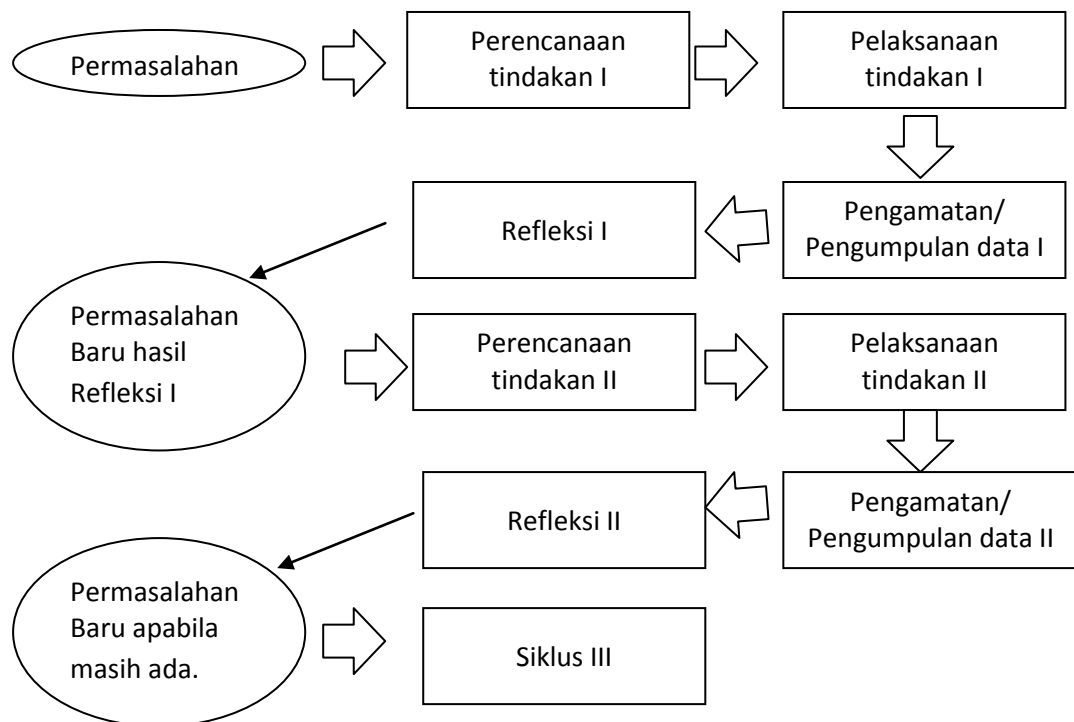 Permasalahan
Perencanaan
tindakan I
Pelaksanaan
tindakan I
Pengamatan/
Pengumpulan data I
Refleksi I
Permasalahan
Baru hasil
Refleksi I
Perencanaan
tindakan II
Pelaksanaan
tindakan II
Pengamatan/
Pengumpulan data II
Refleksi II
Permasalahan
Baru apabila
masih ada.
Siklus III